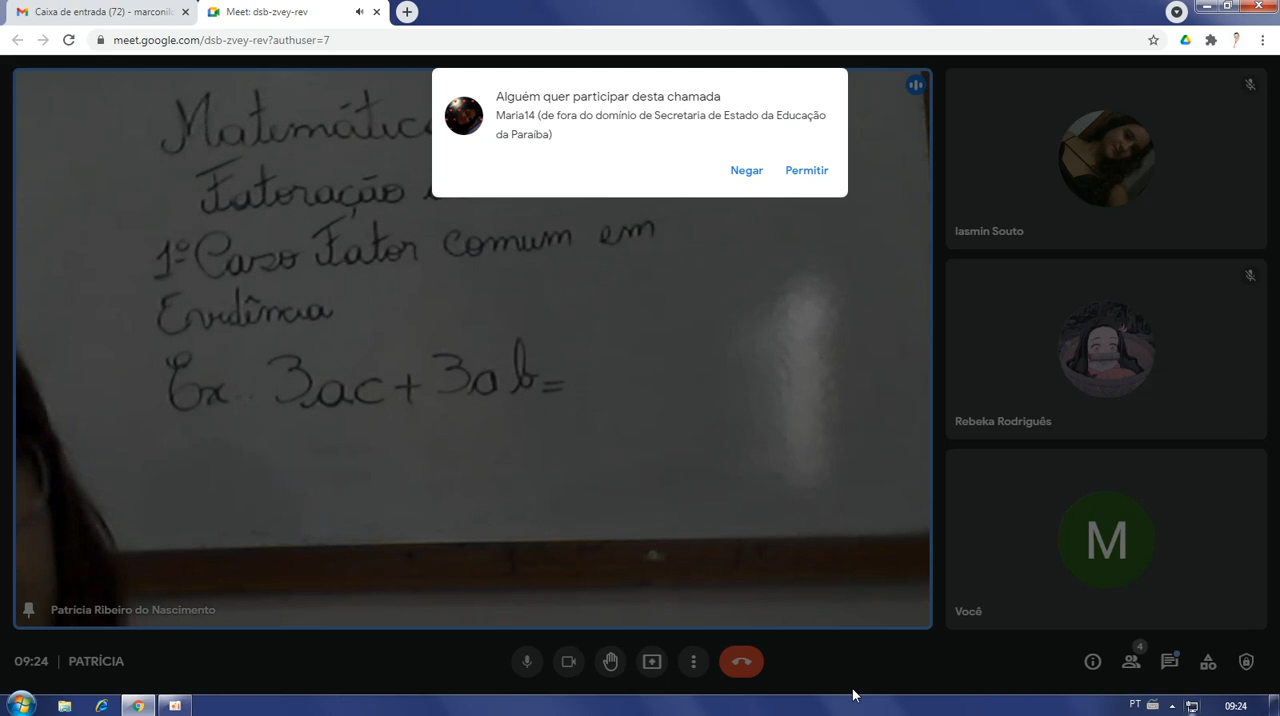 Caixa de entrada (72) - marconilc
Meet: dsb-zvey-rev
meet.google.com/dsb-zvey-rev?authuser=7
Alguém quer participar desta chamada
Maria14 (de fora do domínio de Secretaria de Estado da Educação
da Paraíba)
Negar
Permitir
Matemátic
Fatoração
1º Caso Fator comum em
Evidência
Ex. 3ac + 3ab =
Patrícia Ribeiro do Nascimento
Iasmin Souto
Rebeka Rodriguês
M
Você
09:24 | PATRÍCIA
4
PT
09:24